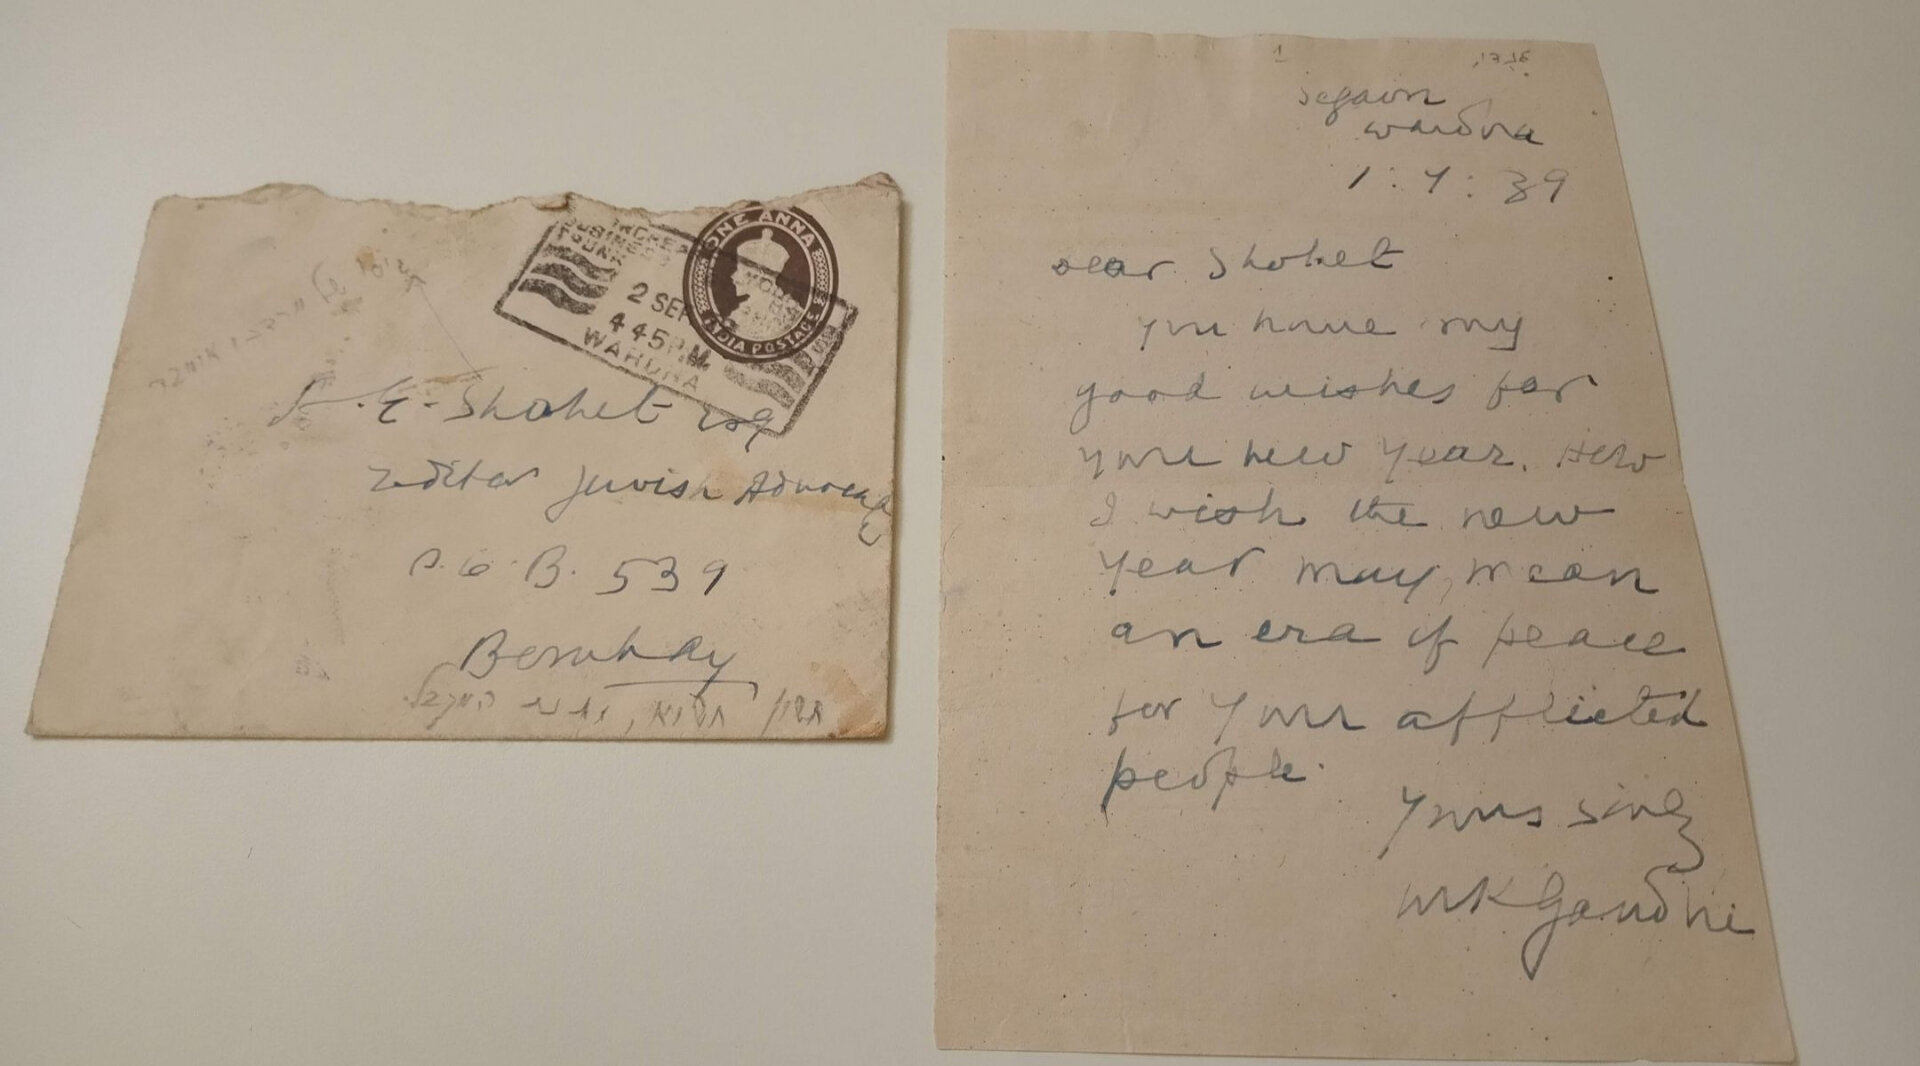 ONE ANNA
INDIA POSTAGE
2 SEP
4 45 P.M.
WARDHA
A. E. Shohet Esq
Editor Jewish Advocate
P. O. B. 539
Bombay
Segaon
Wardha
1 : 9 : 39
Dear Shohet
You have my
good wishes for
your new year. How
I wish the new
year may mean
an era of peace
for your afflicted
people.
Yours sinly
MKGandhi